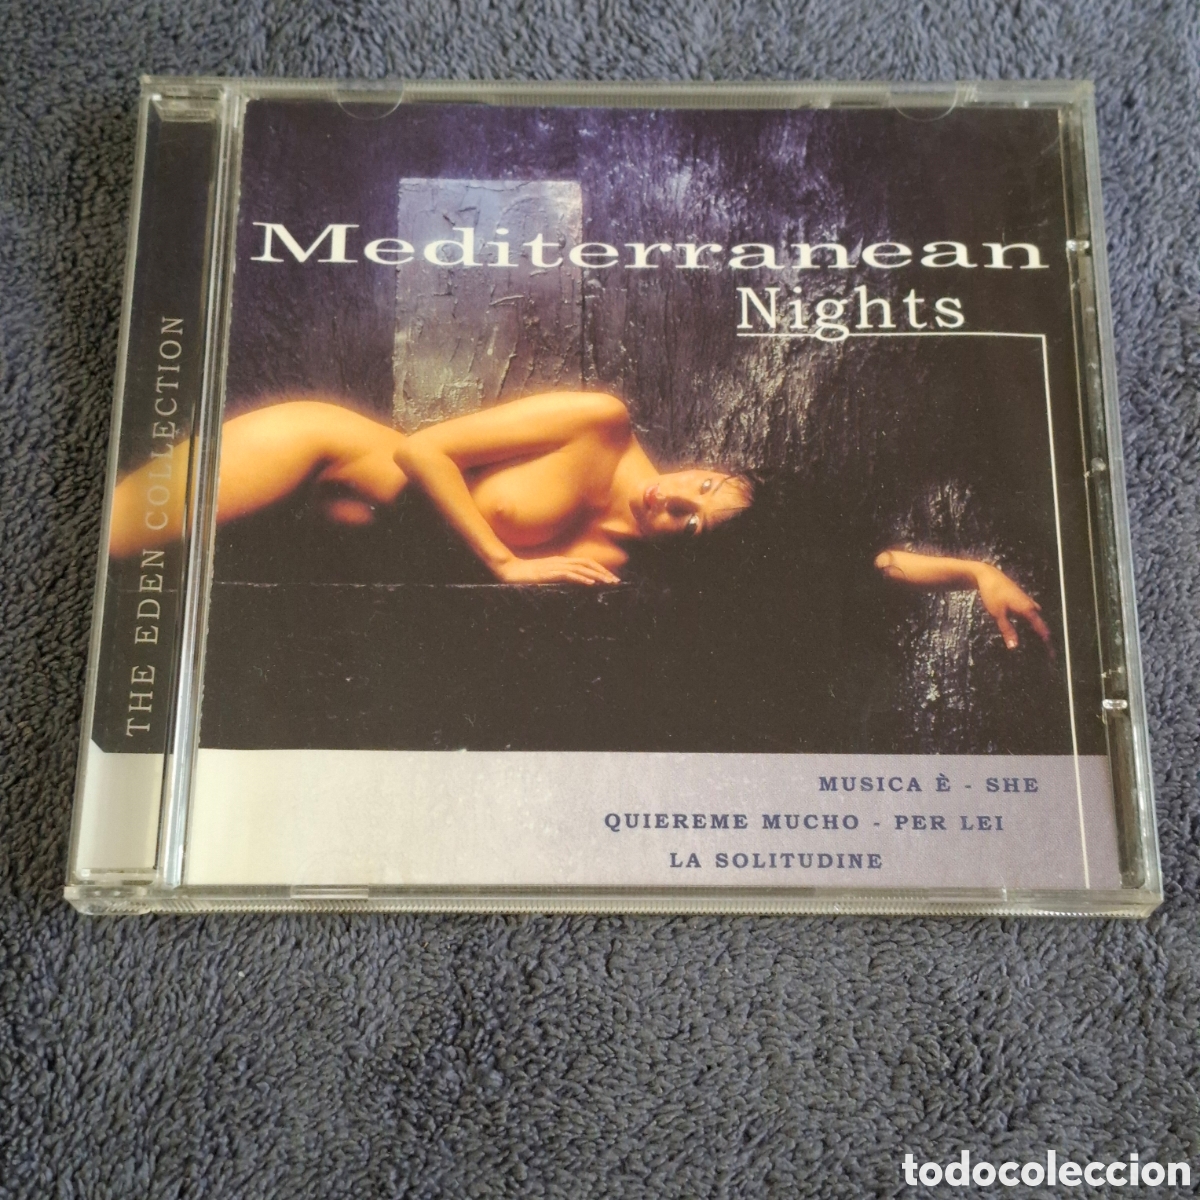 Mediterranean
Nights
THE EDEN COLLECTION
MUSICA È - SHE
QUIEREME MUCHO - PER LEI
LA SOLITUDINE
todocoleccion